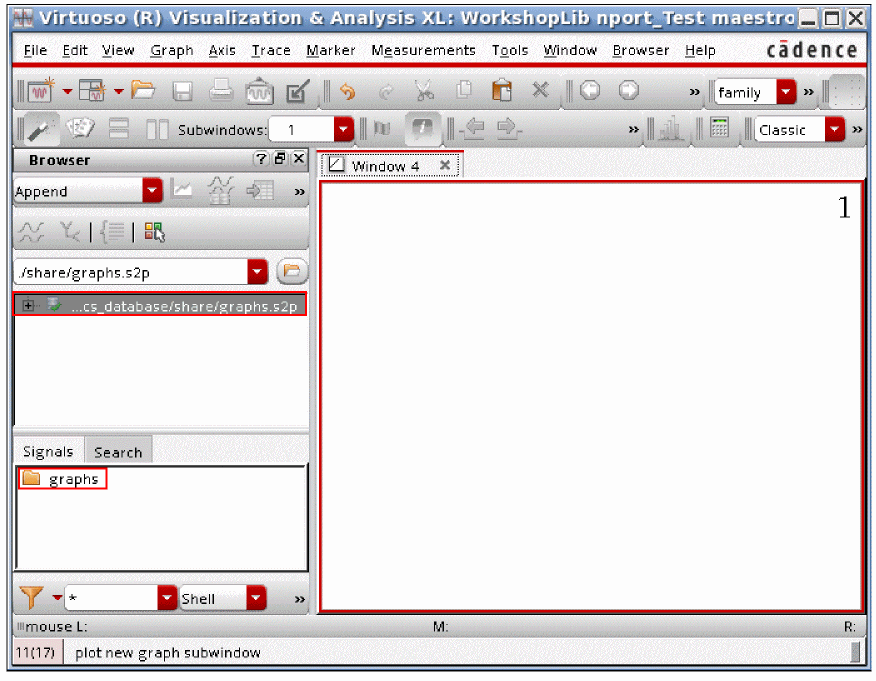 Virtuoso (R) Visualization & Analysis XL: WorkshopLib nport_Test maestro
File Edit View Graph Axis Trace Marker Measurements Tools Window Browser Help cādence
» family »
Subwindows: 1 » Classic »
Browser
Window 4
Append »
1
./share/graphs.s2p
...cs_database/share/graphs.s2p
Signals Search
graphs
* Shell »
mouse L: M: R:
11(17) plot new graph subwindow